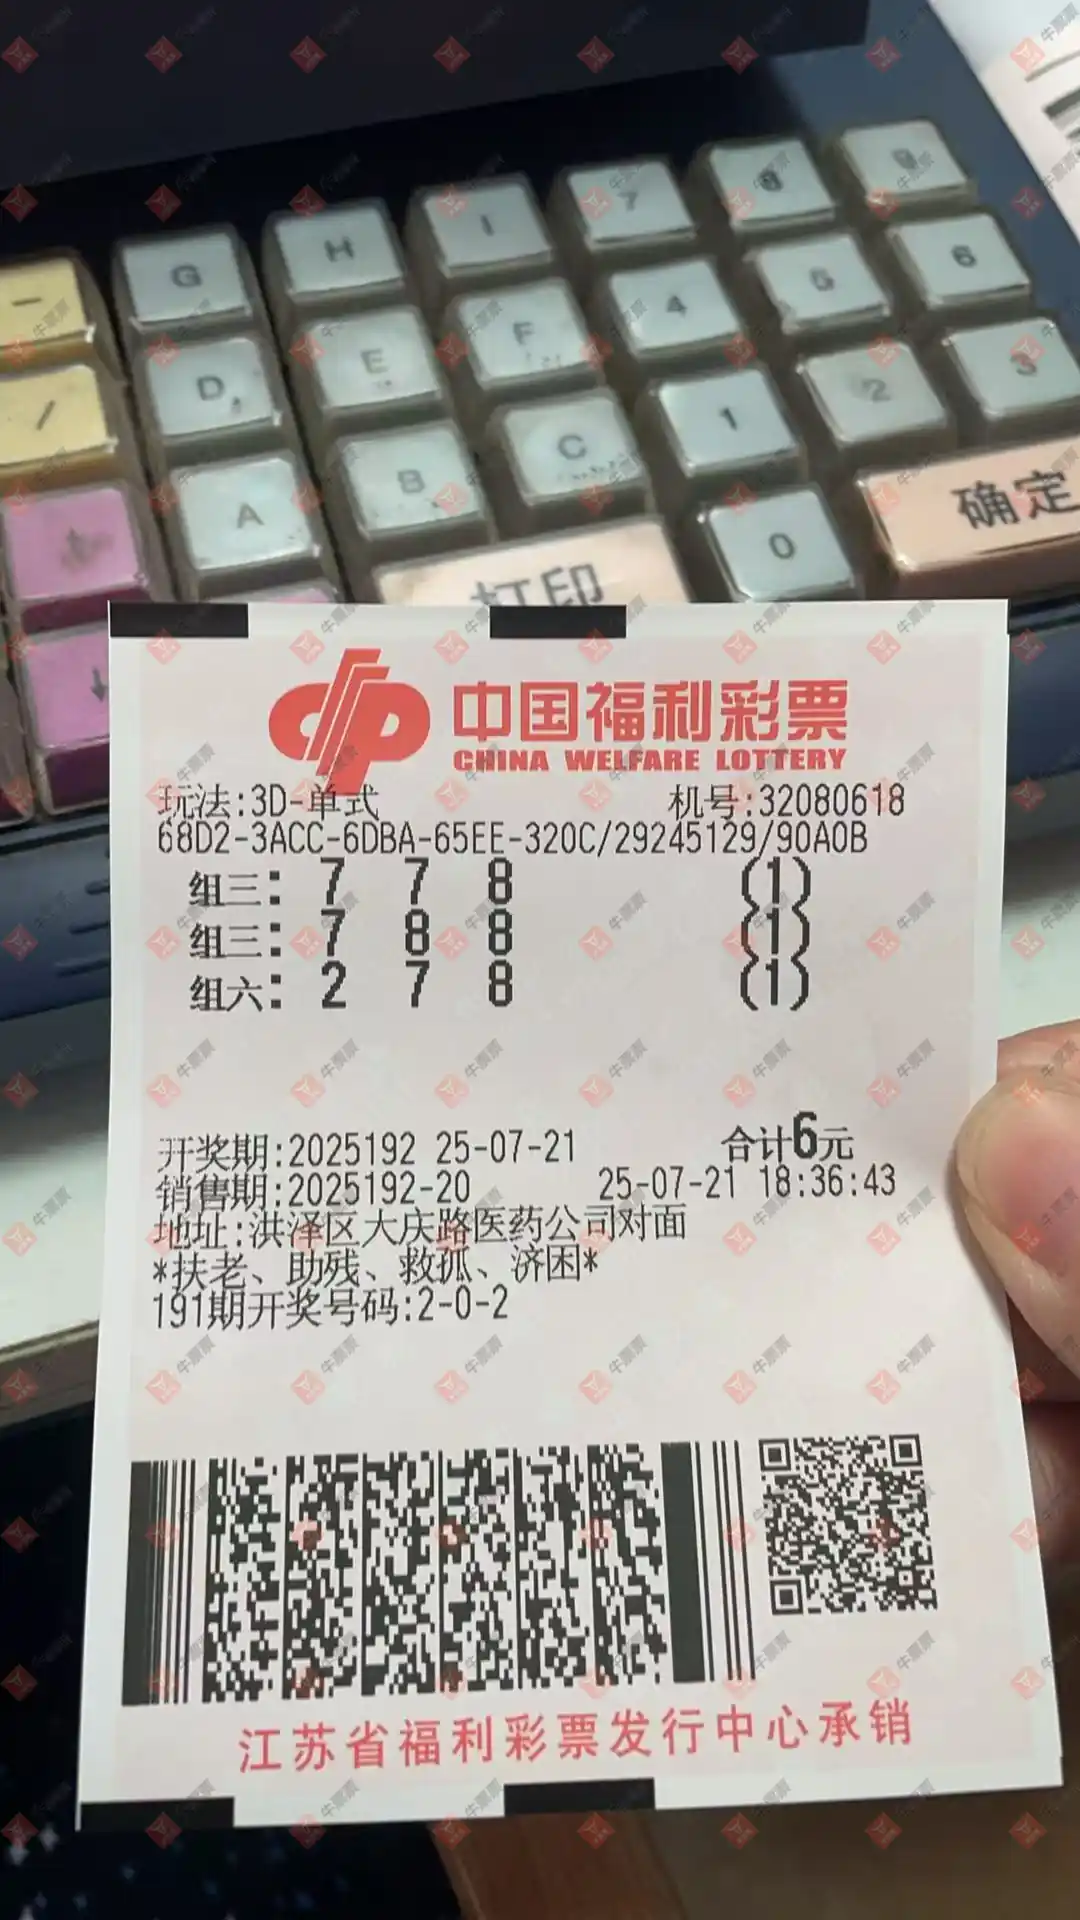 G H I 7 8 9
－ D E F 4 5 6
/ A B C 1 2 3
打印 0 确定
↓
中国福利彩票
CHINA WELFARE LOTTERY
玩法:3D-单式 机号:32080618
68D2-3ACC-6DBA-65EE-320C/29245129/90A0B
组三: 7 7 8 (1)
组三: 7 8 8 (1)
组六: 2 7 8 (1)
开奖期:2025192 25-07-21 合计6元
销售期:2025192-20 25-07-21 18:36:43
地址:洪泽区大庆路医药公司对面
*扶老、助残、救孤、济困*
191期开奖号码:2-0-2
江苏省福利彩票发行中心承销
牛票票